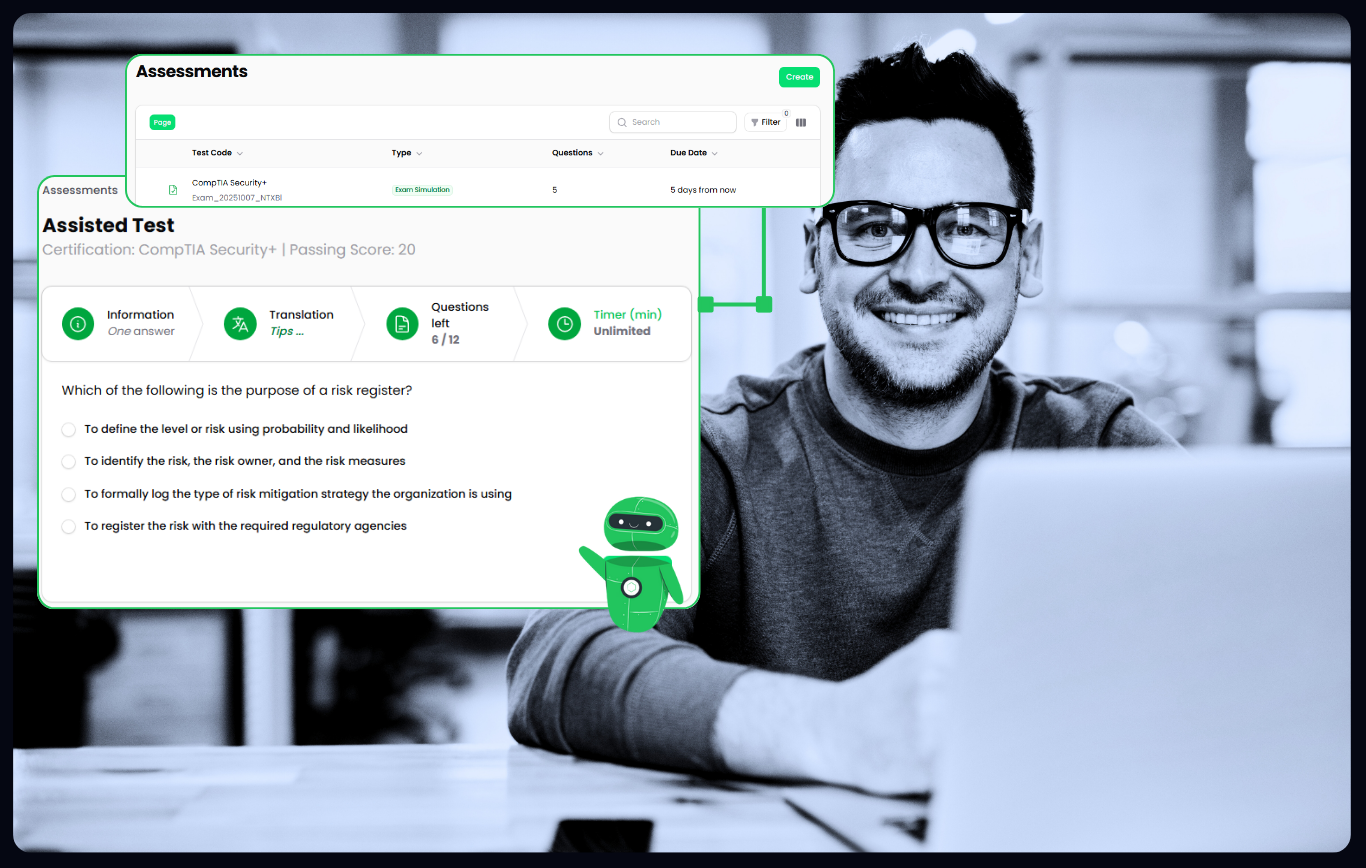 Assessments
Create
Page
Search
Filter
0
Test Code
Type
Questions
Due Date
CompTIA Security+
Exam Simulation
5
5 days from now
Exam_20251007_NTXBI
Assessments
Assisted Test
Certification: CompTIA Security+ | Passing Score: 20
Information
One answer
Translation
Tips ...
Questions
left
6 / 12
Timer (min)
Unlimited
Which of the following is the purpose of a risk register?
To define the level or risk using probability and likelihood
To identify the risk, the risk owner, and the risk measures
To formally log the type of risk mitigation strategy the organization is using
To register the risk with the required regulatory agencies